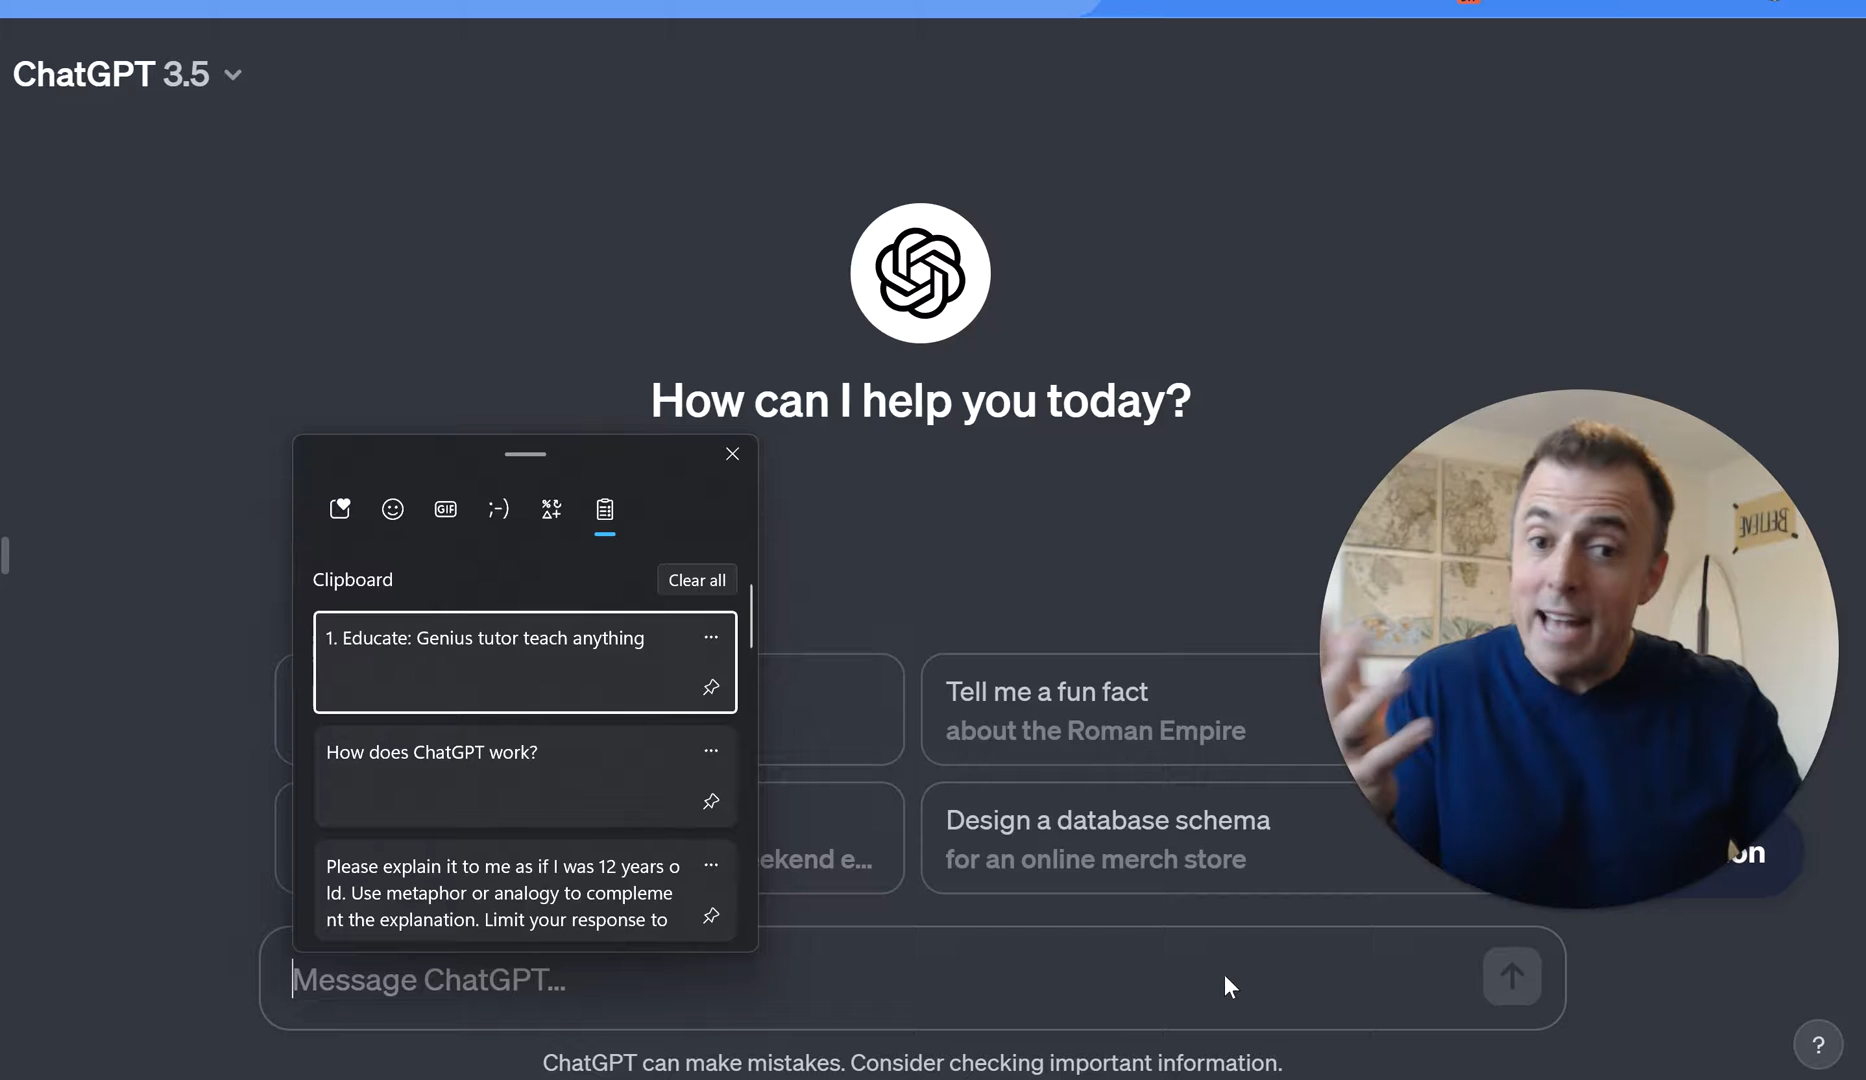 ChatGPT 3.5
How can I help you today?
GIF
;-)
Clipboard
Clear all
1. Educate: Genius tutor teach anything
How does ChatGPT work?
Please explain it to me as if I was 12 years o
ld. Use metaphor or analogy to compleme
nt the explanation. Limit your response to
ekend e...
Tell me a fun fact
about the Roman Empire
Design a database schema
for an online merch store
BELIEVE
on
Message ChatGPT...
ChatGPT can make mistakes. Consider checking important information.
?